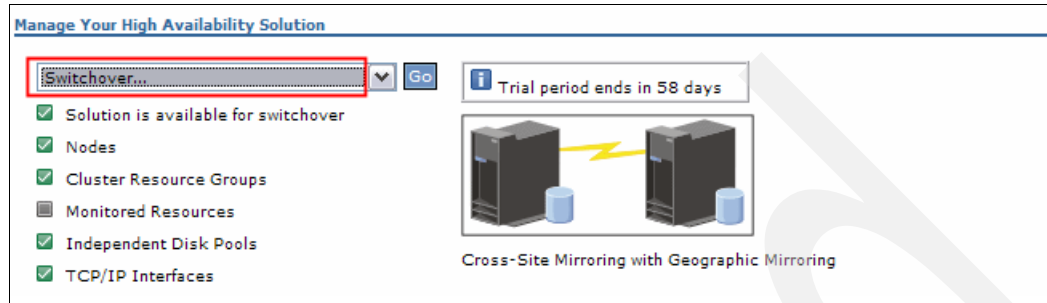 Manage Your High Availability Solution
Switchover...
Go
Trial period ends in 58 days
Solution is available for switchover
Nodes
Cluster Resource Groups
Monitored Resources
Independent Disk Pools
TCP/IP Interfaces
Cross-Site Mirroring with Geographic Mirroring